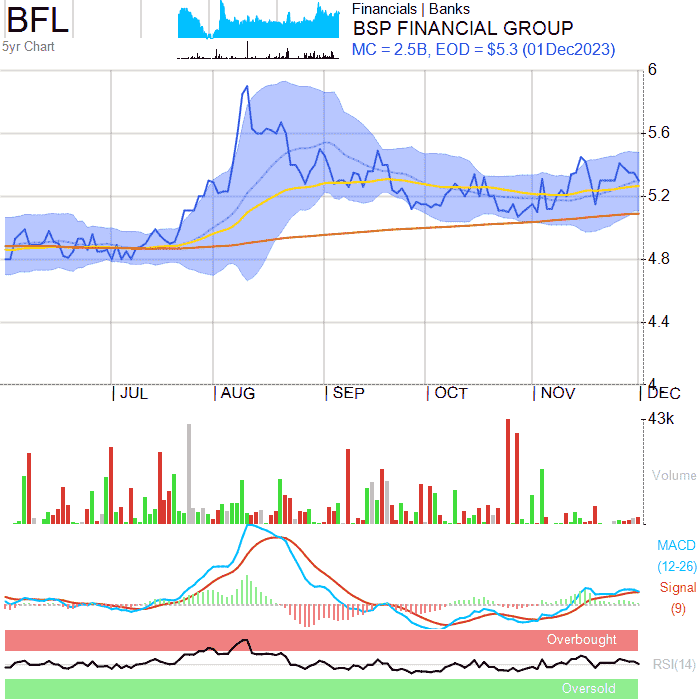 BFL
5yr Chart
Financials | Banks
BSP FINANCIAL GROUP
MC = 2.5B, EOD = $5.3 (01Dec2023)
6
5.6
5.2
4.8
4.4
4
JUL AUG SEP OCT NOV DEC
43k
Volume
MACD
(12-26)
Signal
(9)
Overbought
RSI(14)
Oversold